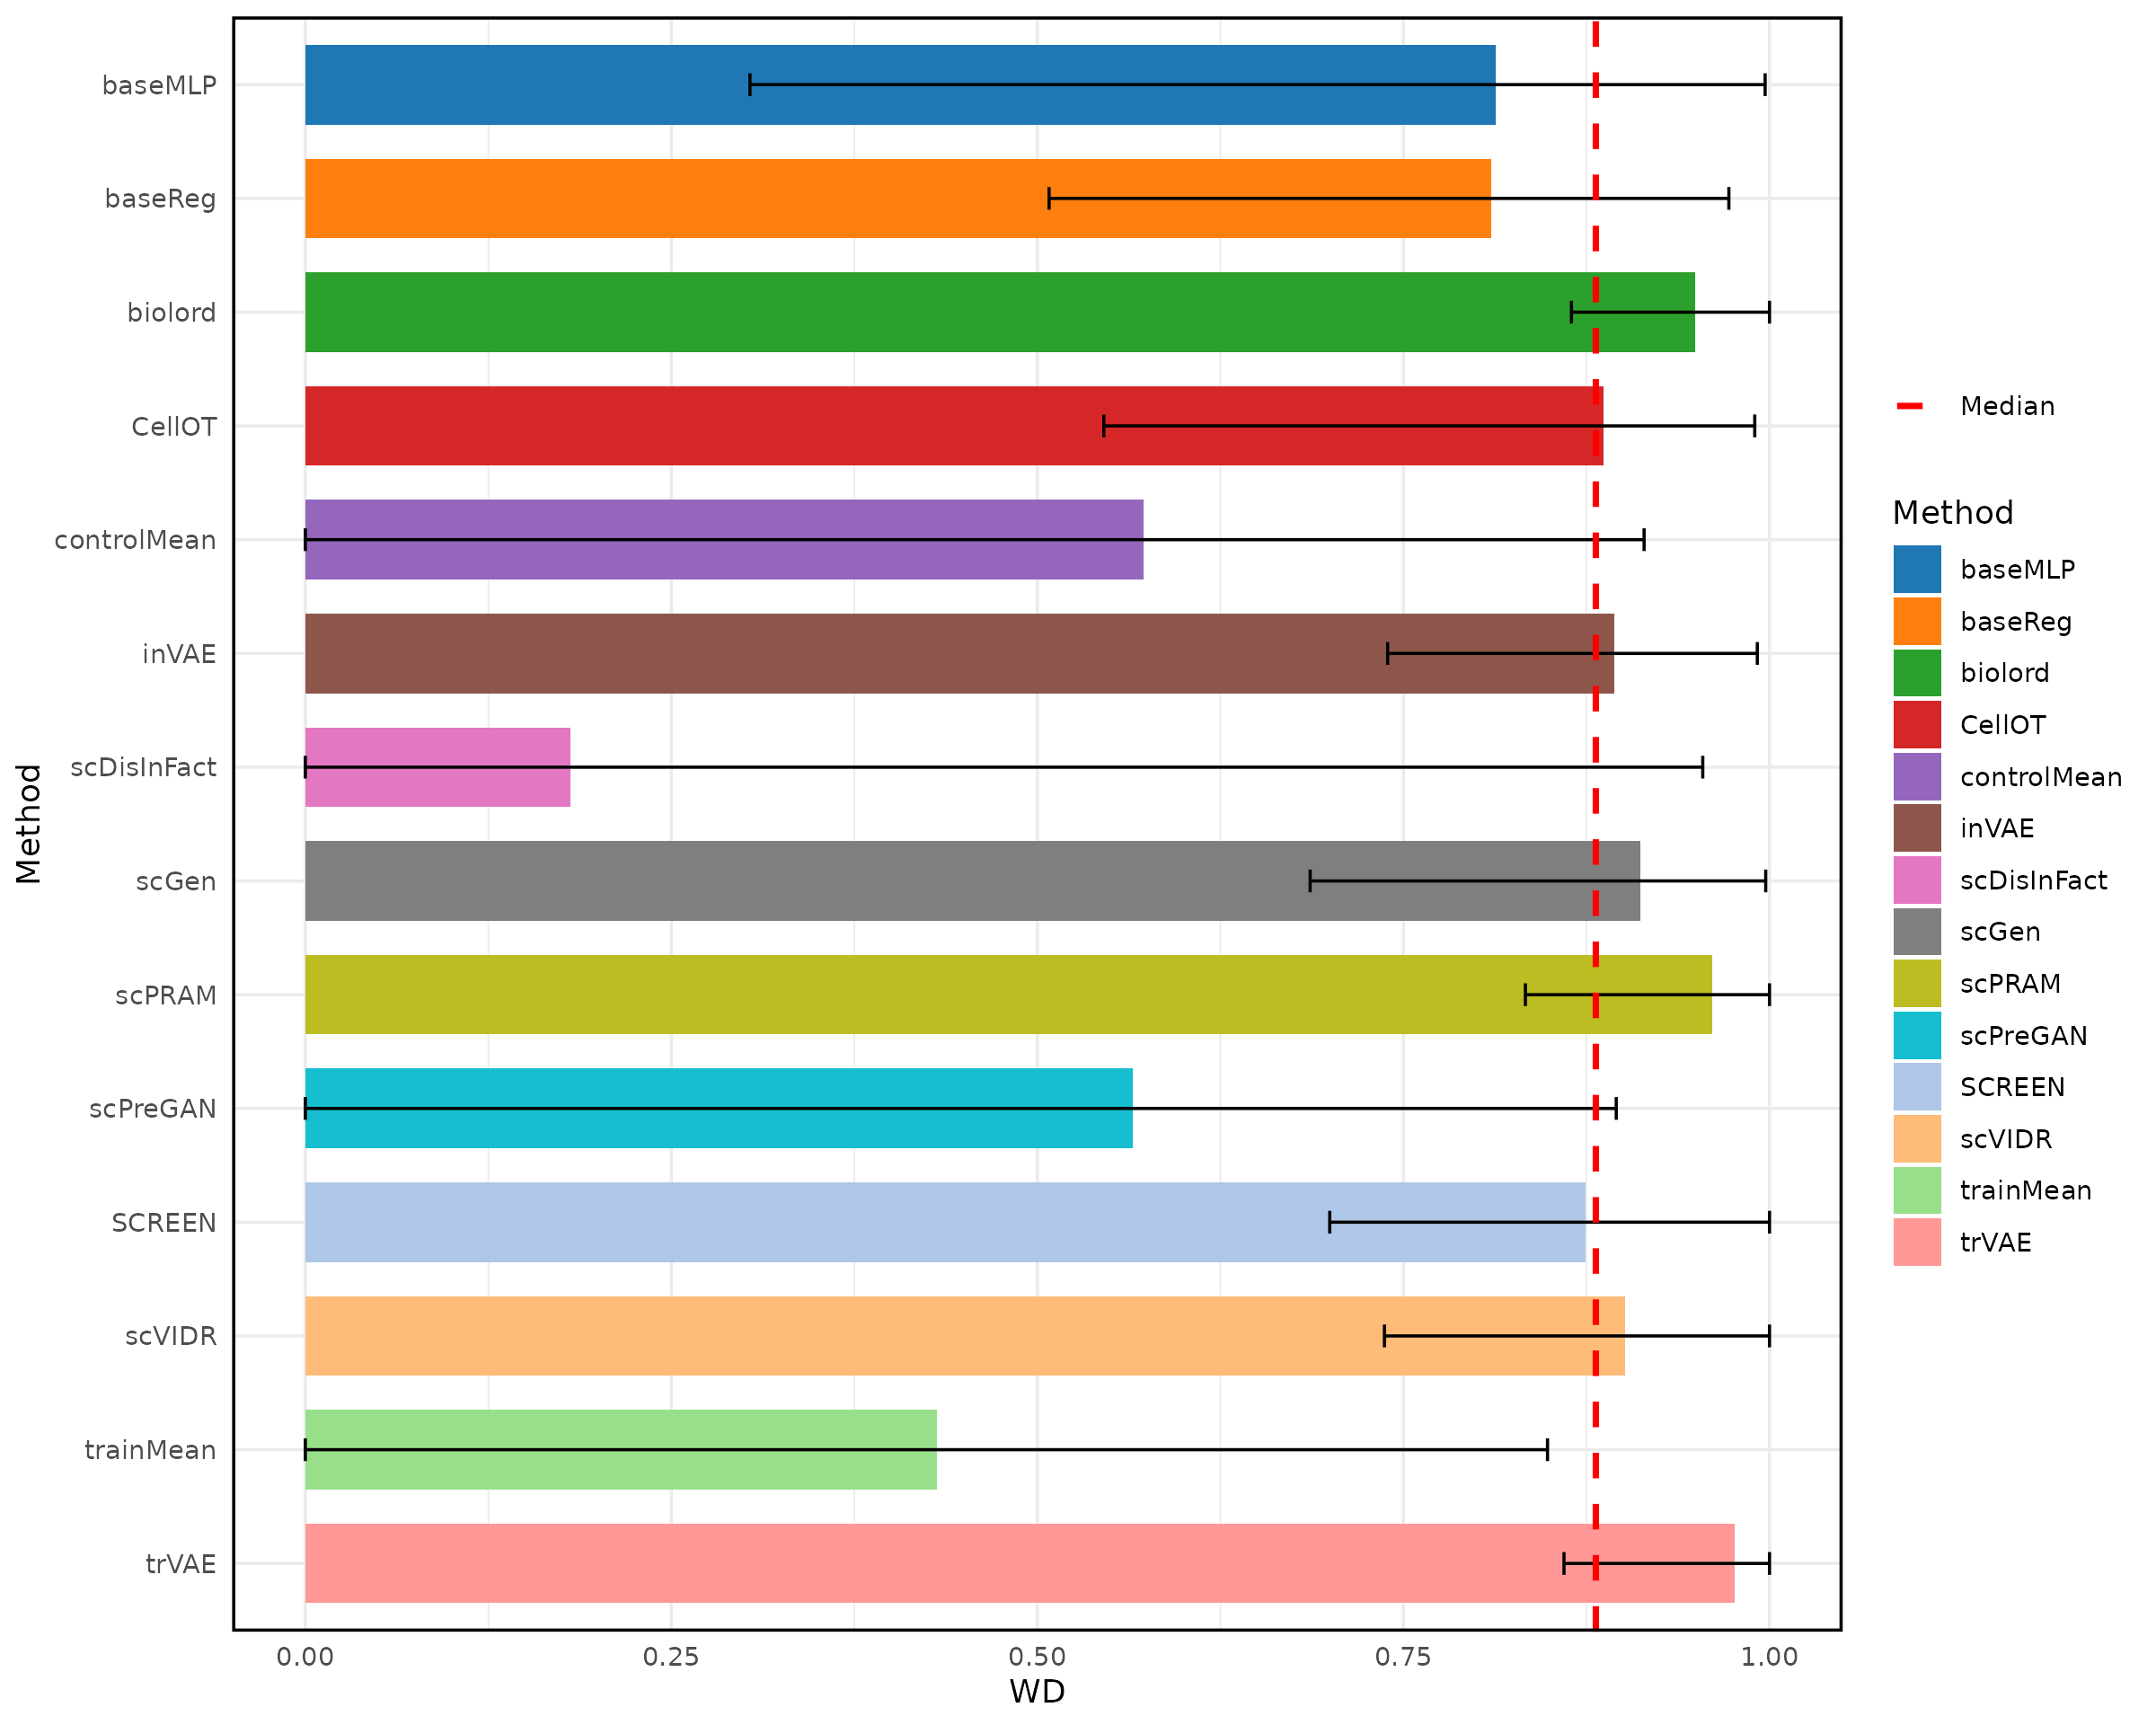 baseMLP
baseReg
biolord
CellOT
controlMean
inVAE
scDisInFact
scGen
scPRAM
scPreGAN
SCREEN
scVIDR
trainMean
trVAE
Method
0.00 0.25 0.50 0.75 1.00
WD
Median
Method
baseMLP
baseReg
biolord
CellOT
controlMean
inVAE
scDisInFact
scGen
scPRAM
scPreGAN
SCREEN
scVIDR
trainMean
trVAE